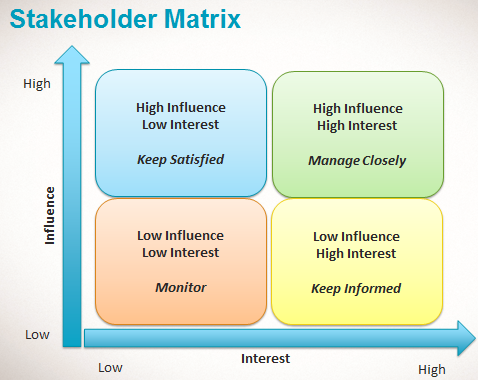 Stakeholder Matrix
High
High Influence
Low Interest
Keep Satisfied
High Influence
High Interest
Manage Closely
Influence
Low Influence
Low Interest
Monitor
Low Influence
High Interest
Keep Informed
Low
Low
Interest
High